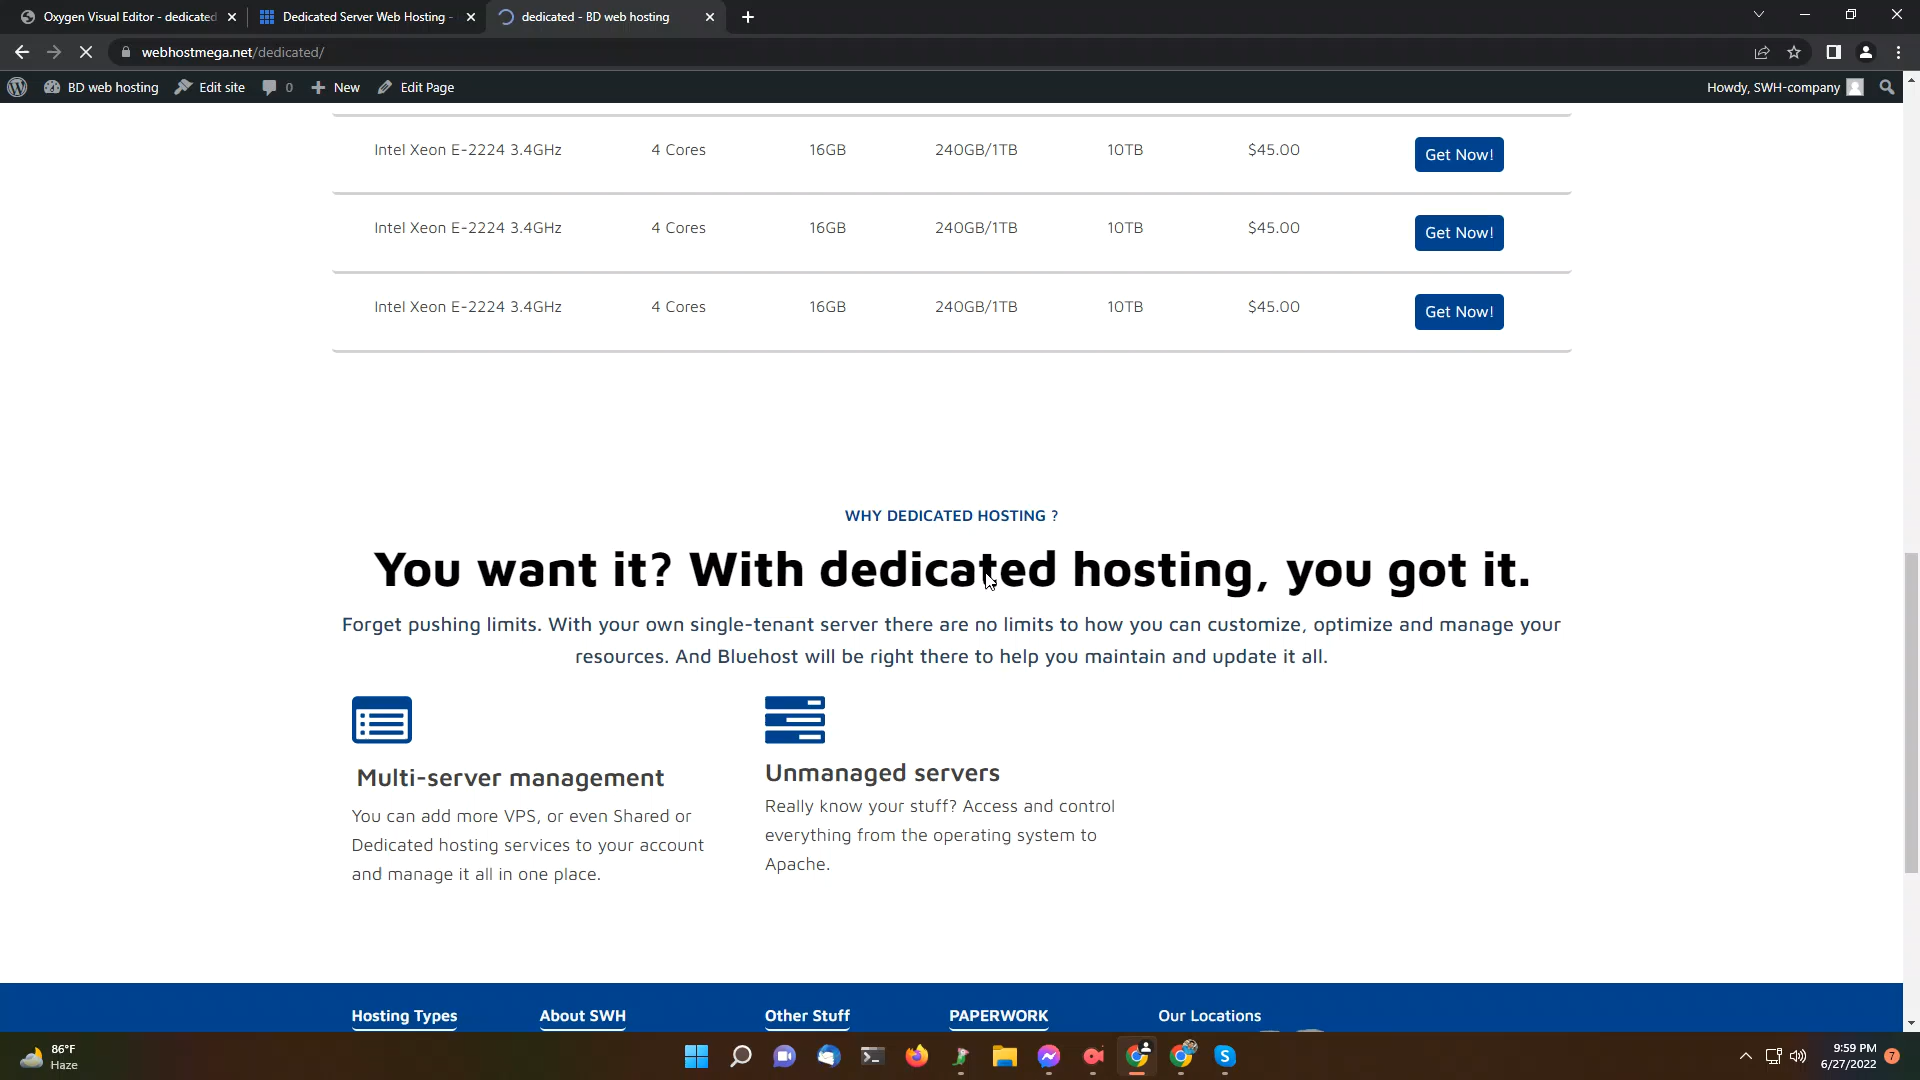 Oxygen Visual Editor - dedicated
Dedicated Server Web Hosting -
dedicated - BD web hosting
webhostmega.net/dedicated/
BD web hosting
Edit site
0
New
Edit Page
Howdy, SWH-company
Intel Xeon E-2224 3.4GHz 4 Cores 16GB 240GB/1TB 10TB $45.00 Get Now!
Intel Xeon E-2224 3.4GHz 4 Cores 16GB 240GB/1TB 10TB $45.00 Get Now!
Intel Xeon E-2224 3.4GHz 4 Cores 16GB 240GB/1TB 10TB $45.00 Get Now!
WHY DEDICATED HOSTING ?
You want it? With dedicated hosting, you got it.
Forget pushing limits. With your own single-tenant server there are no limits to how you can customize, optimize and manage your
resources. And Bluehost will be right there to help you maintain and update it all.
Multi-server management
You can add more VPS, or even Shared or
Dedicated hosting services to your account
and manage it all in one place.
Unmanaged servers
Really know your stuff? Access and control
everything from the operating system to
Apache.
Hosting Types
About SWH
Other Stuff
PAPERWORK
Our Locations
86°F
Haze
9:59 PM
6/27/2022
7